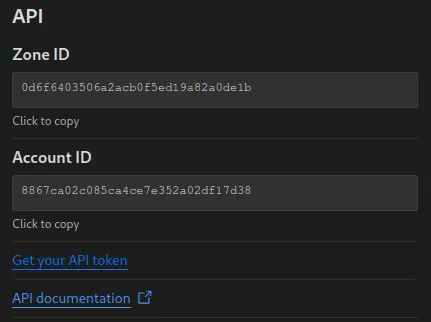 API
Zone ID
0d6f6403506a2acb0f5ed19a82a0de1b
Click to copy
Account ID
8867ca02c085ca4ce7e352a02df17d38
Click to copy
Get your API token
API documentation